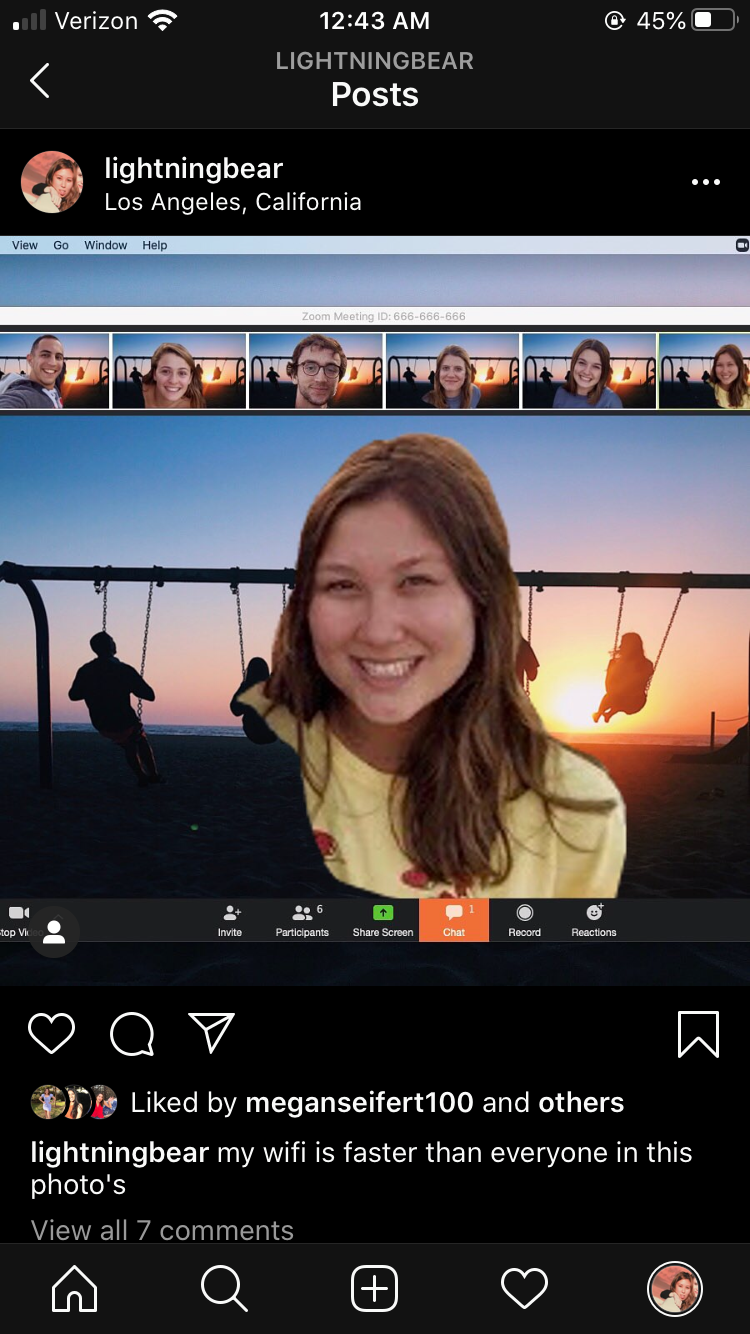 Verizon 12:43 AM 45%
LIGHTNINGBEAR
Posts
lightningbear
Los Angeles, California
View Go Window Help
Zoom Meeting ID: 666-666-666
6 1
top Vi Invite Participants Share Screen Chat Record Reactions
Liked by meganseifert100 and others
lightningbear my wifi is faster than everyone in this
photo's
View all 7 comments